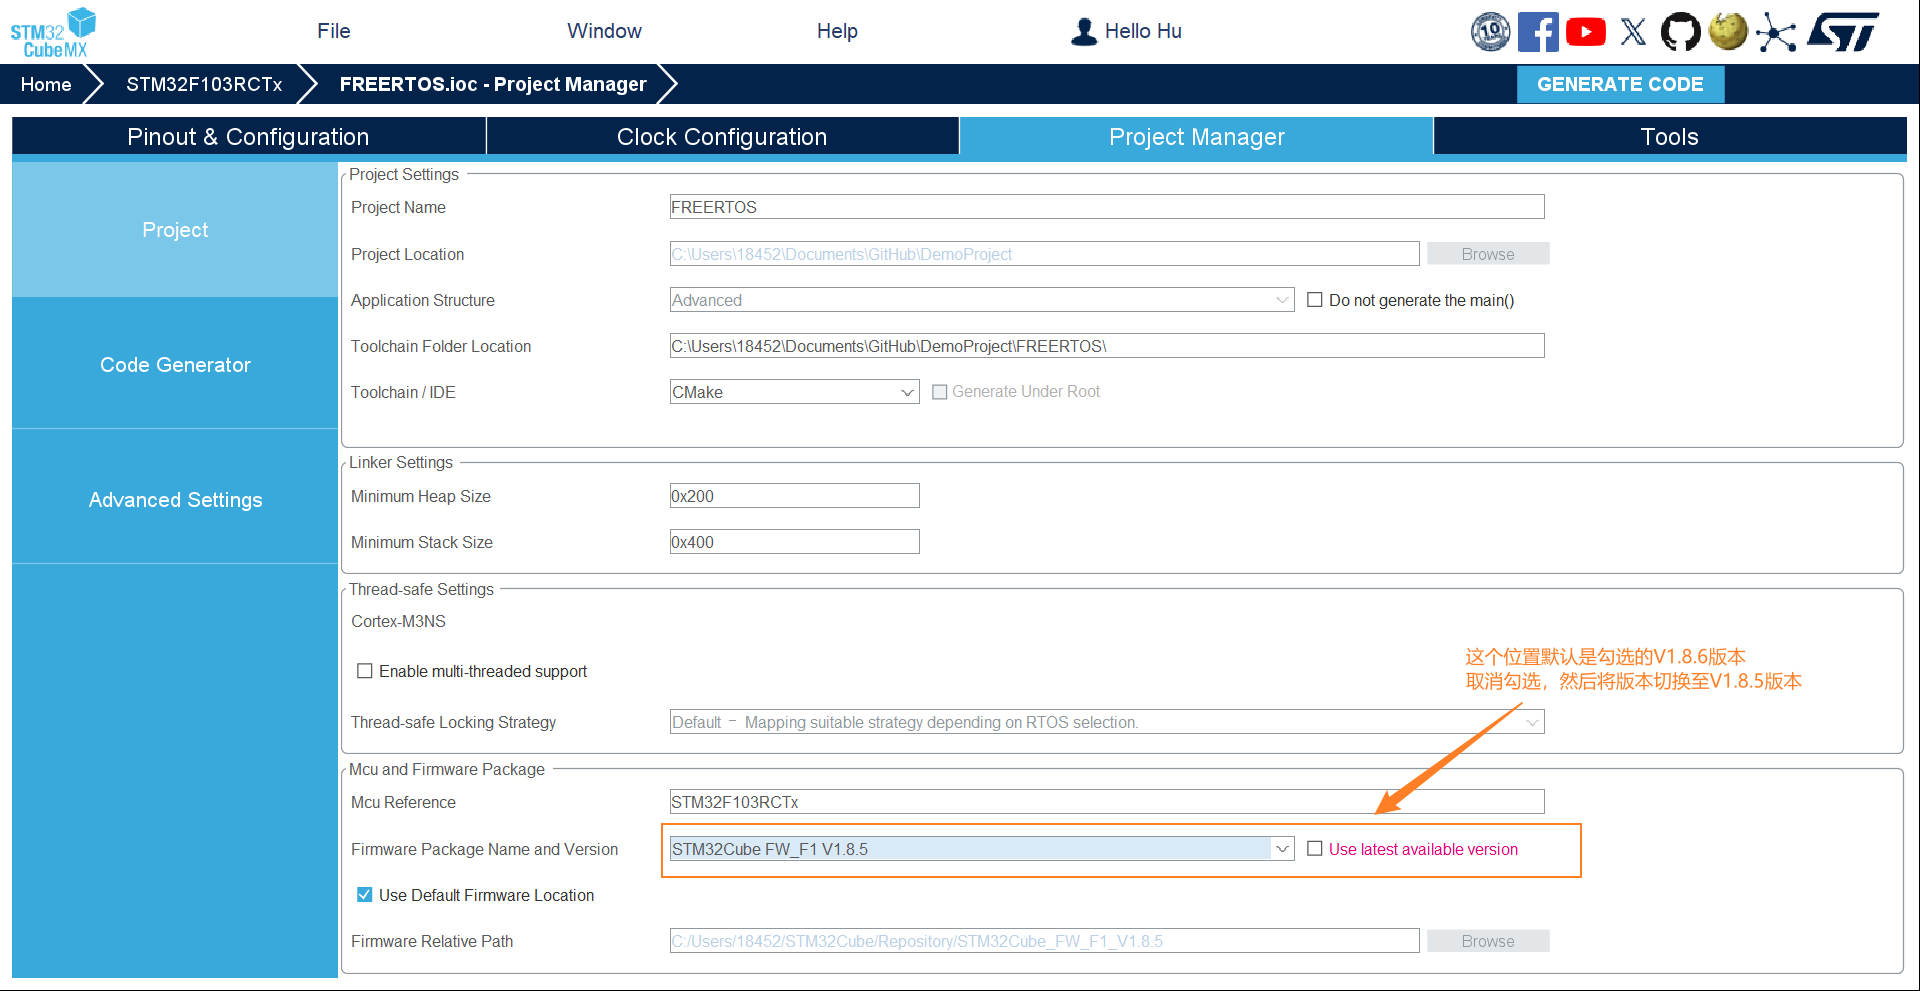 STM32
CubeMX
File
Window
Help
Hello Hu
10
Home
STM32F103RCTx
FREERTOS.ioc - Project Manager
GENERATE CODE
Pinout & Configuration
Clock Configuration
Project Manager
Tools
Project
Code Generator
Advanced Settings
Project Settings
Project Name
FREERTOS
Project Location
C:\Users\18452\Documents\GitHub\DemoProject
Browse
Application Structure
Advanced
Do not generate the main()
Toolchain Folder Location
C:\Users\18452\Documents\GitHub\DemoProject\FREERTOS\
Toolchain / IDE
CMake
Generate Under Root
Linker Settings
Minimum Heap Size
0x200
Minimum Stack Size
0x400
Thread-safe Settings
Cortex-M3NS
Enable multi-threaded support
这个位置默认是勾选的V1.8.6版本
取消勾选，然后将版本切换至V1.8.5版本
Thread-safe Locking Strategy
Default - Mapping suitable strategy depending on RTOS selection.
Mcu and Firmware Package
Mcu Reference
STM32F103RCTx
Firmware Package Name and Version
STM32Cube FW_F1 V1.8.5
Use latest available version
Use Default Firmware Location
Firmware Relative Path
C:/Users/18452/STM32Cube/Repository/STM32Cube_FW_F1_V1.8.5
Browse